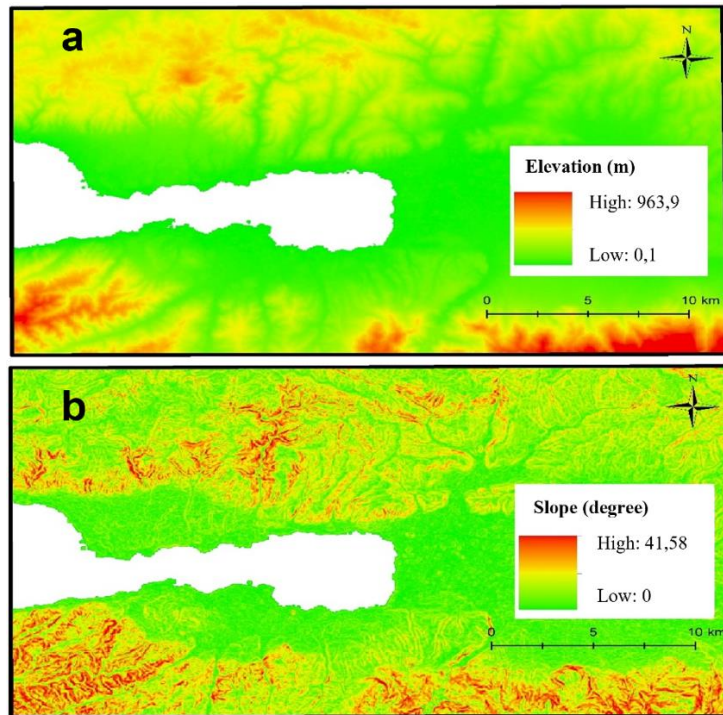 a
N
Elevation (m)
High: 963,9
Low: 0,1
0 5 10 km
b
N
Slope (degree)
High: 41,58
Low: 0
0 5 10 km